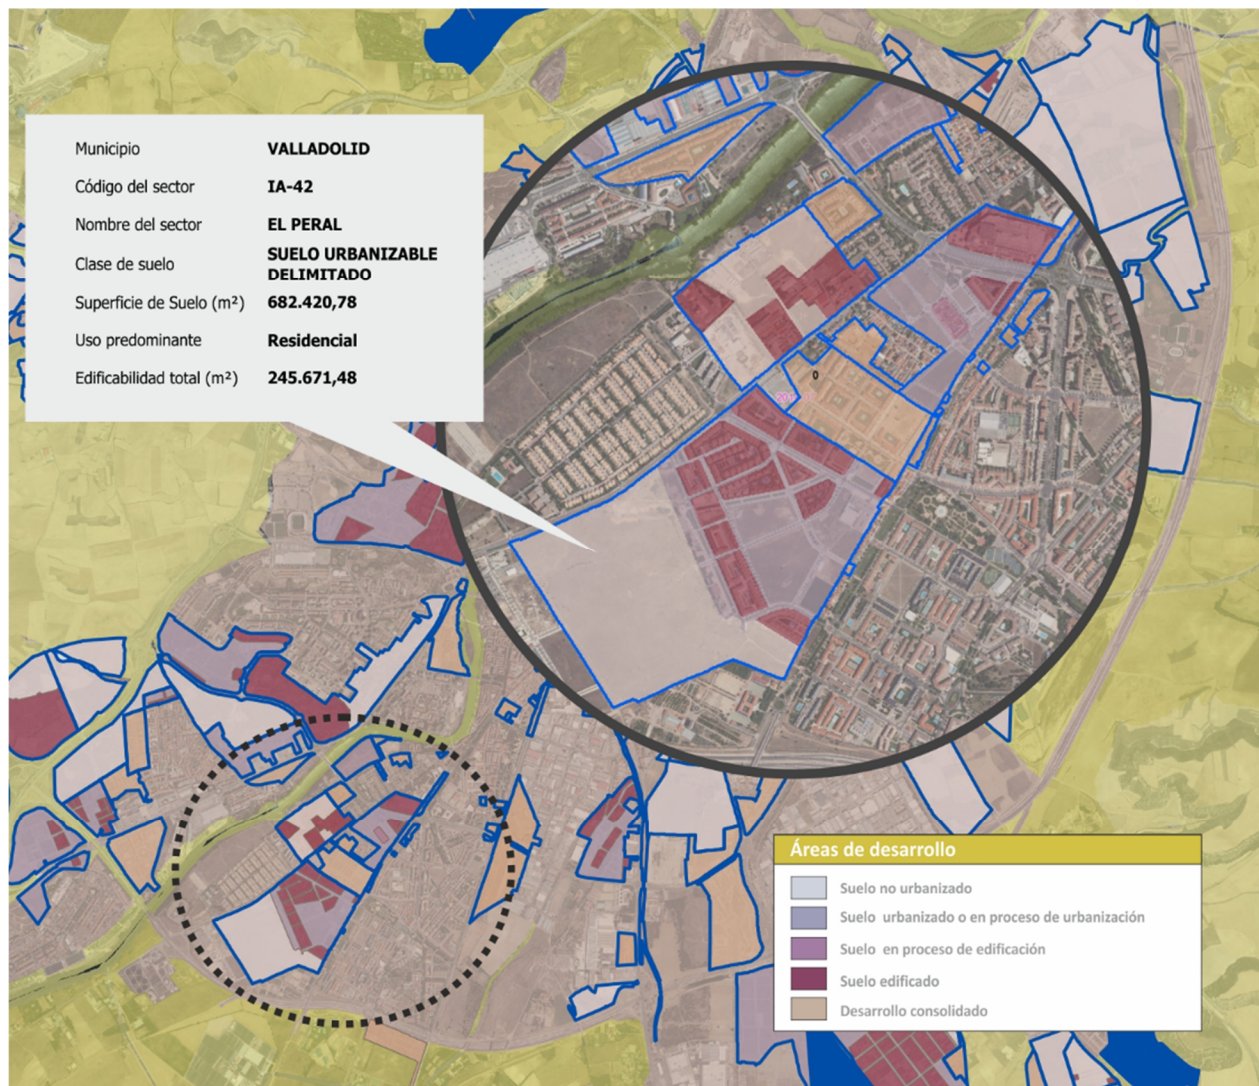 Municipio VALLADOLID
Código del sector IA-42
Nombre del sector EL PERAL
Clase de suelo SUELO URBANIZABLE
DELIMITADO
Superficie de Suelo (m²) 682.420,78
Uso predominante Residencial
Edificabilidad total (m²) 245.671,48
0
Áreas de desarrollo
Suelo no urbanizado
Suelo urbanizado o en proceso de urbanización
Suelo en proceso de edificación
Suelo edificado
Desarrollo consolidado